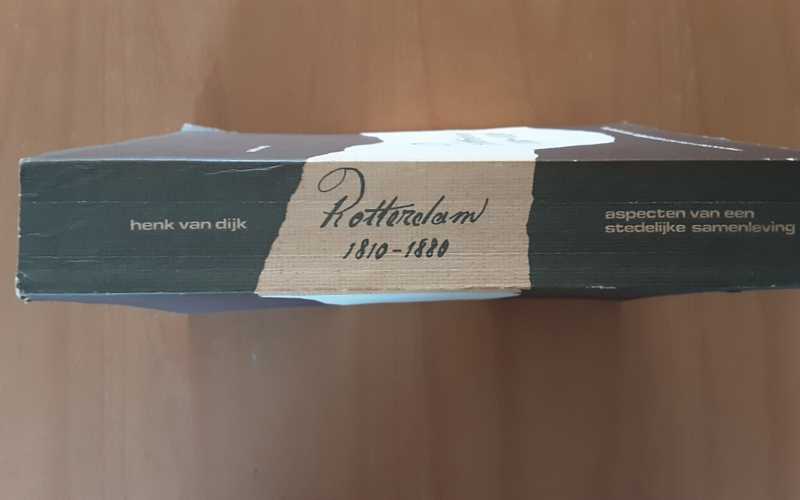 henk van dijk
Rotterdam
1810-1880
aspecten van een
stedelijke samenleving